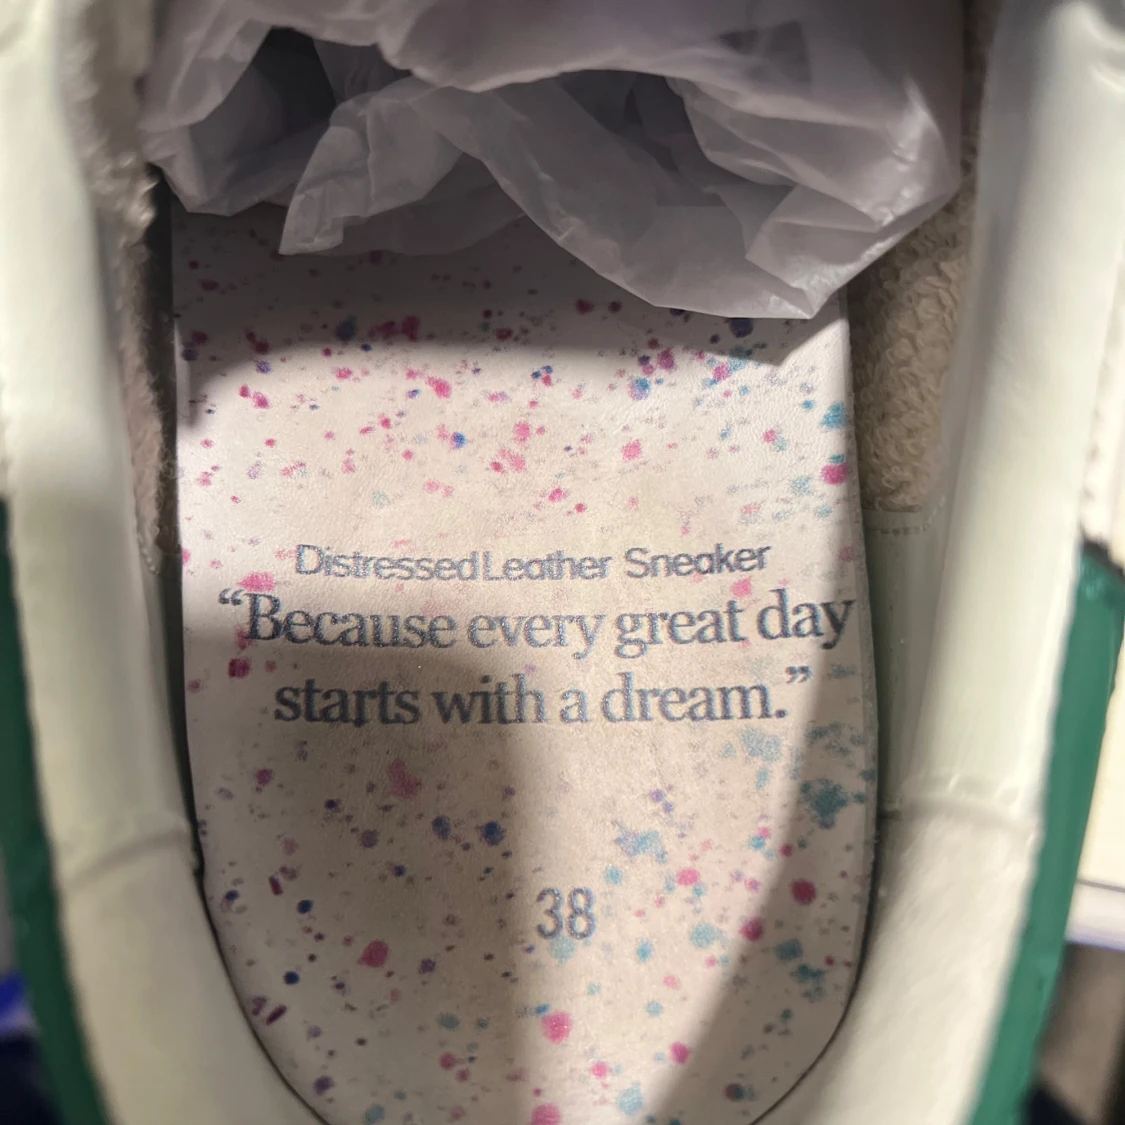 Distressed Leather Sneaker
“Because every great day
starts with a dream.”
38